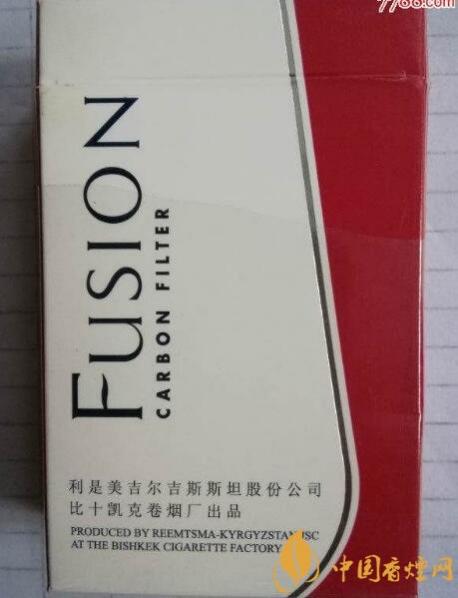 7788.com
FUSION
CARBON FILTER
利是美吉尔吉斯斯坦股份公司
比十凯克卷烟厂出品
PRODUCED BY REEMTSMA-KYRGYZSTAN JSC
AT THE BISHKEK CIGARETTE FACTORY
中国香烟网